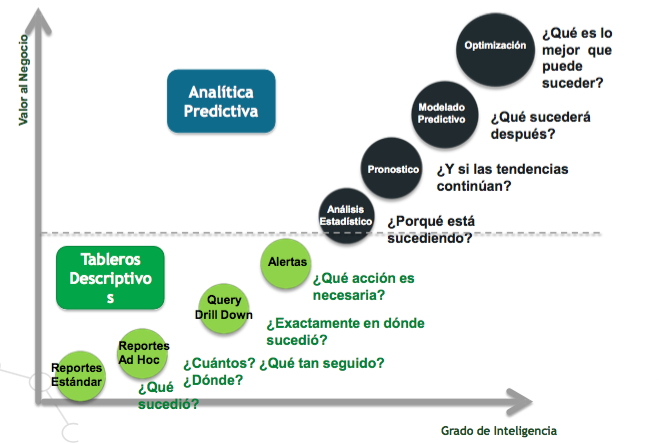 Valor al Negocio
Analítica
Predictiva
Optimización
¿Qué es lo
mejor que
puede
suceder?
Modelado
Predictivo
¿Qué sucederá
después?
Pronostico
¿Y si las tendencias
continúan?
Análisis
Estadístico
¿Porqué está
sucediendo?
Tableros
Descriptivo
s
Alertas
¿Qué acción es
necesaria?
Query
Drill Down
¿Exactamente en dónde
sucedió?
Reportes
Ad Hoc
¿Cuántos? ¿Qué tan seguido?
¿Dónde?
Reportes
Estándar
¿Qué
sucedió?
Grado de Inteligencia